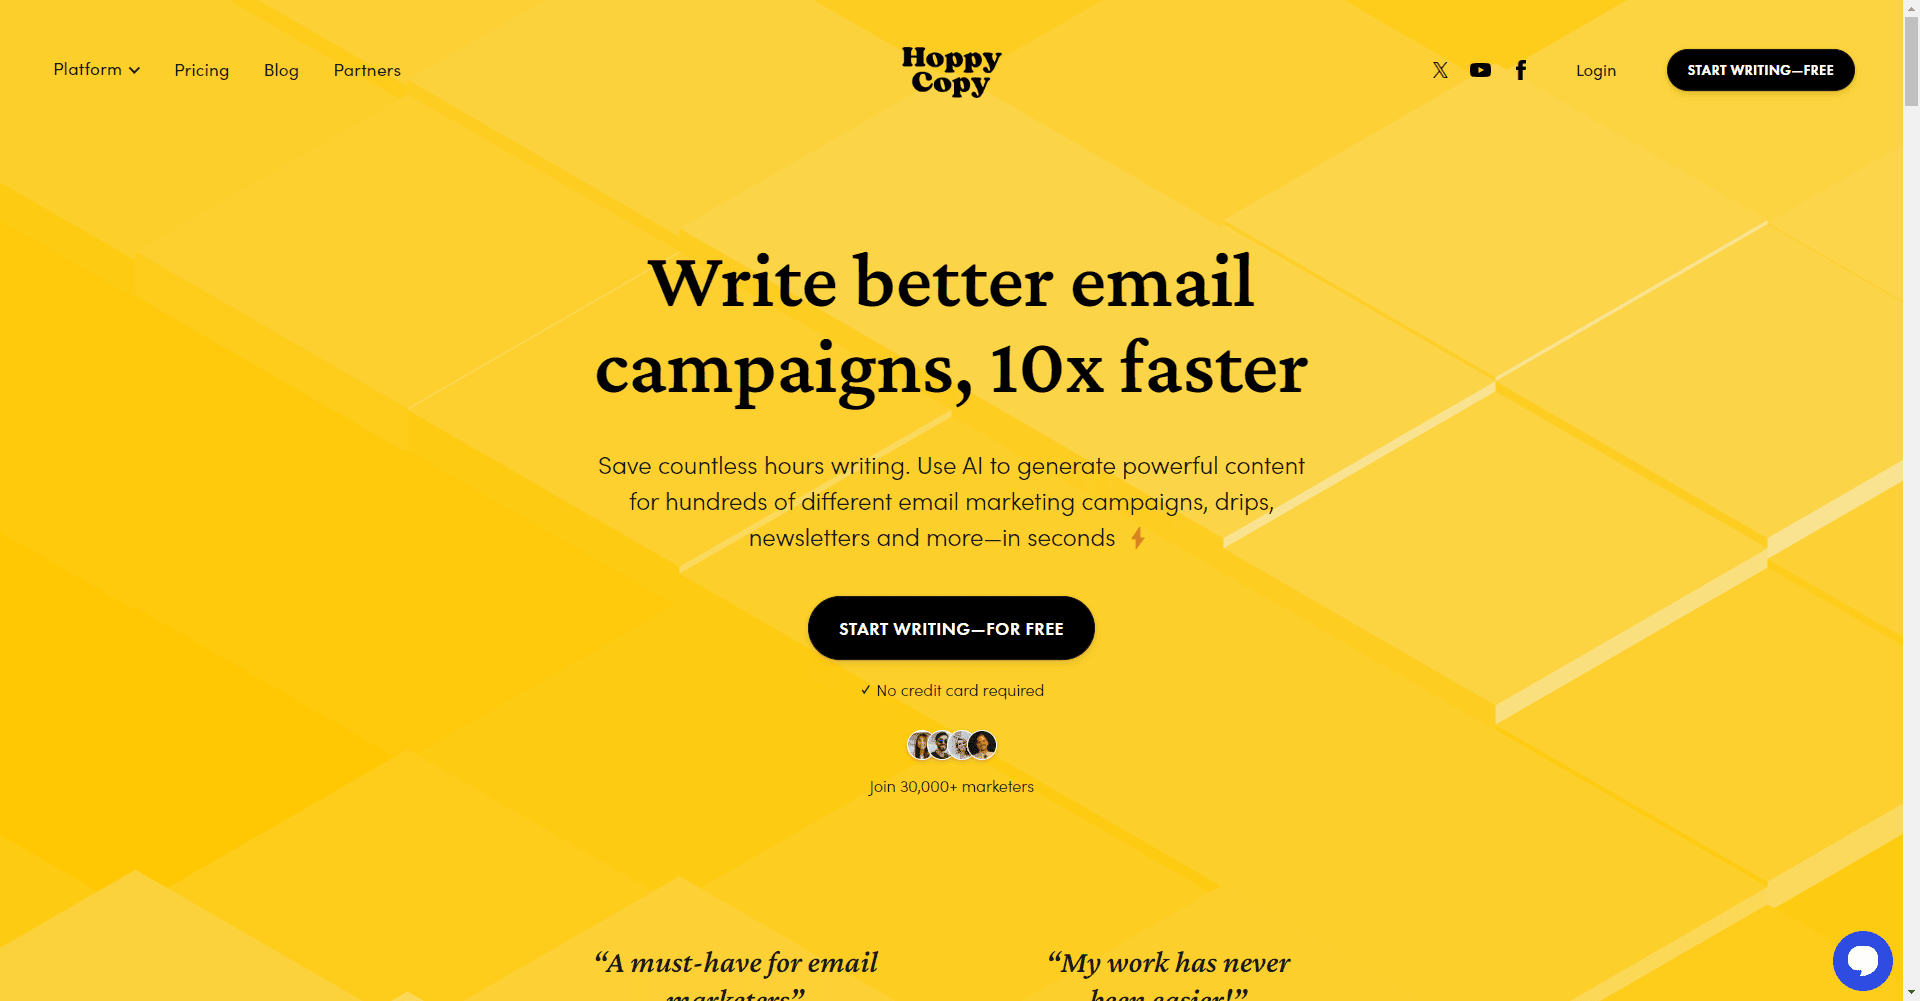 Platform
Pricing
Blog
Partners
Hoppy
Copy
Login
START WRITING—FREE
Write better email
campaigns, 10x faster
Save countless hours writing. Use AI to generate powerful content
for hundreds of different email marketing campaigns, drips,
newsletters and more—in seconds
START WRITING—FOR FREE
✓ No credit card required
Join 30,000+ marketers
“A must-have for email
marketers”
“My work has never
been easier!”